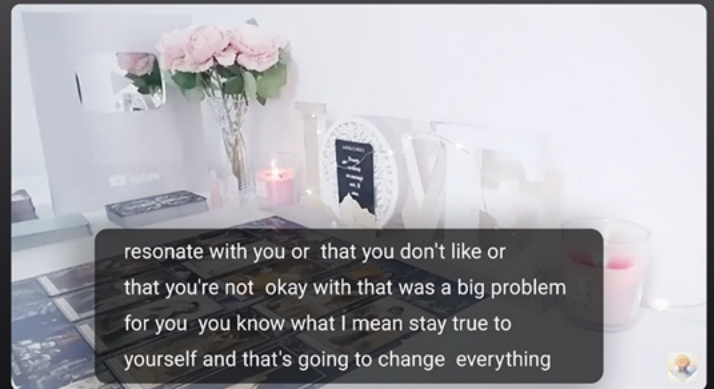 LOVE
resonate with you or  that you don't like or
that you're not  okay with that was a big problem
for you  you know what I mean stay true to
yourself and that's going to change  everything